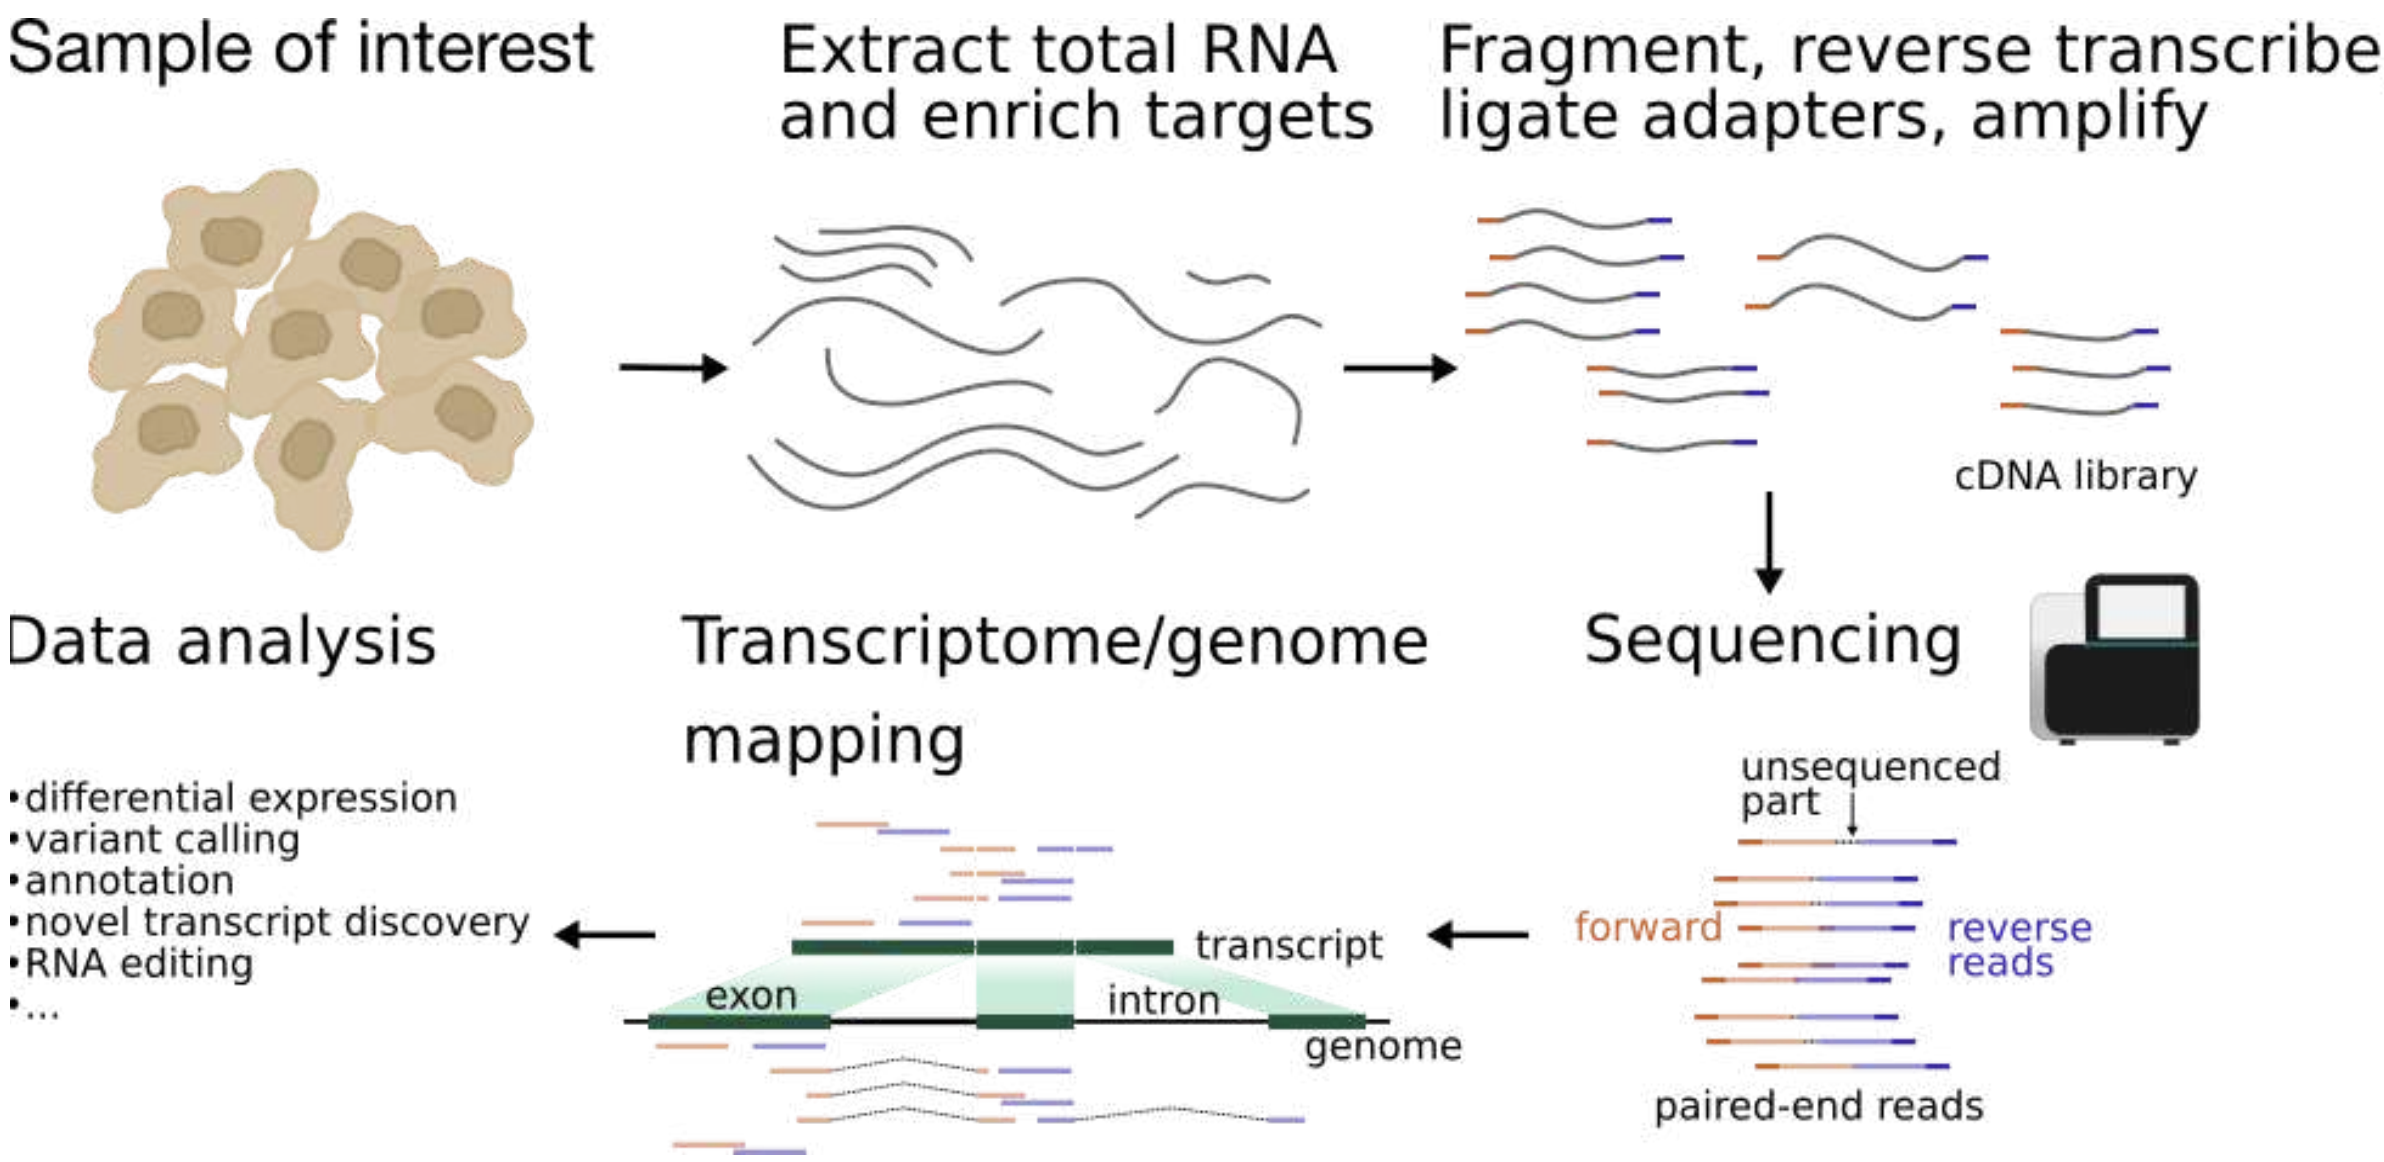 Sample of interest
Extract total RNA
and enrich targets
Fragment, reverse transcribe
ligate adapters, amplify
cDNA library
Sequencing
unsequenced
part
forward
reverse
reads
paired-end reads
Transcriptome/genome
mapping
transcript
exon
intron
genome
Data analysis
•differential expression
•variant calling
•annotation
•novel transcript discovery
•RNA editing
•...